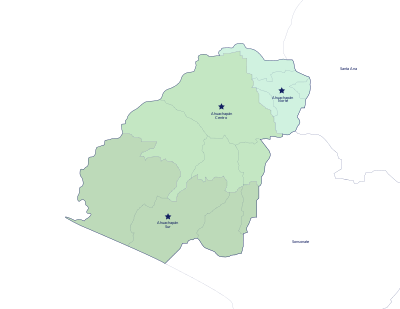 Santa Ana
Ahuachapán
Norte
Ahuachapán
Centro
Ahuachapán
Sur
Sonsonate